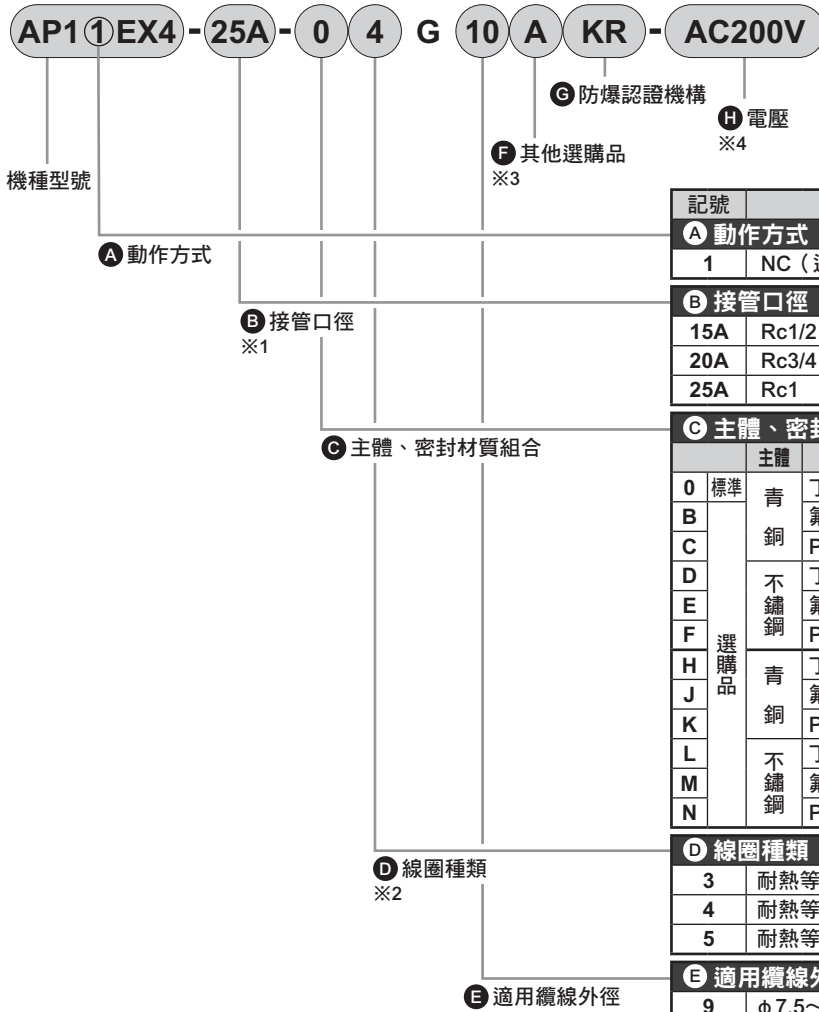 AP1①EX4 - 25A - 0 4 G 10 A KR - AC200V
G 防爆認證機構
H 電壓
※4
F 其他選購品
※3
機種型號
A 動作方式
B 接管口徑
※1
C 主體、密封材質組合
D 線圈種類
※2
E 適用纜線外徑
記號
A 動作方式
1 NC（
B 接管口徑
15A Rc1/2
20A Rc3/4
25A Rc1
C 主體、密
主體
0 標準 青銅
B
C P
D 不鏽鋼
E
F P
選購品
H 青銅
J
K P
L 不鏽鋼
M
N P
D 線圈種類
3 耐熱等
4 耐熱等
5 耐熱等
E 適用纜線
9 φ7.5～